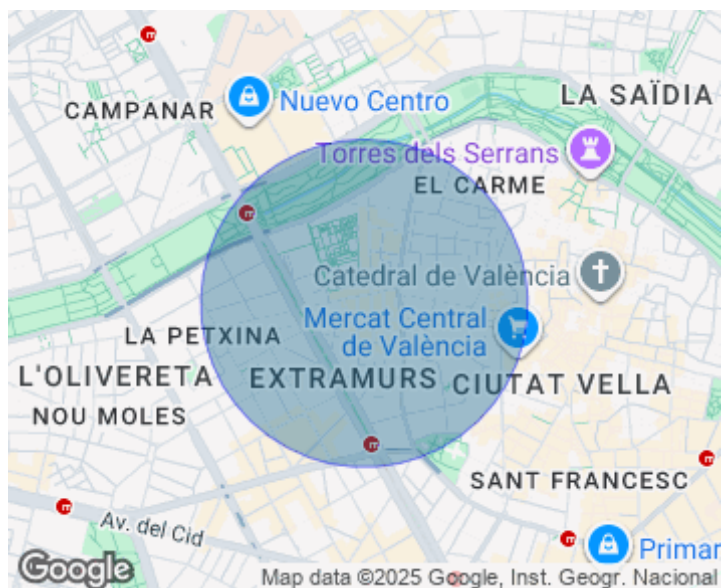 LA SAÏDIA
CAMPANAR
Nuevo Centro
Torres dels Serrans
EL CARME
Catedral de València
Mercat Central
de València
LA PETXINA
L'OLIVERETA
EXTRAMURS
CIUTAT VELLA
NOU MOLES
SANT FRANCESC
Av. del Cid
Primar
Google
Map data ©2025 Google, Inst. Geogr. Nacional